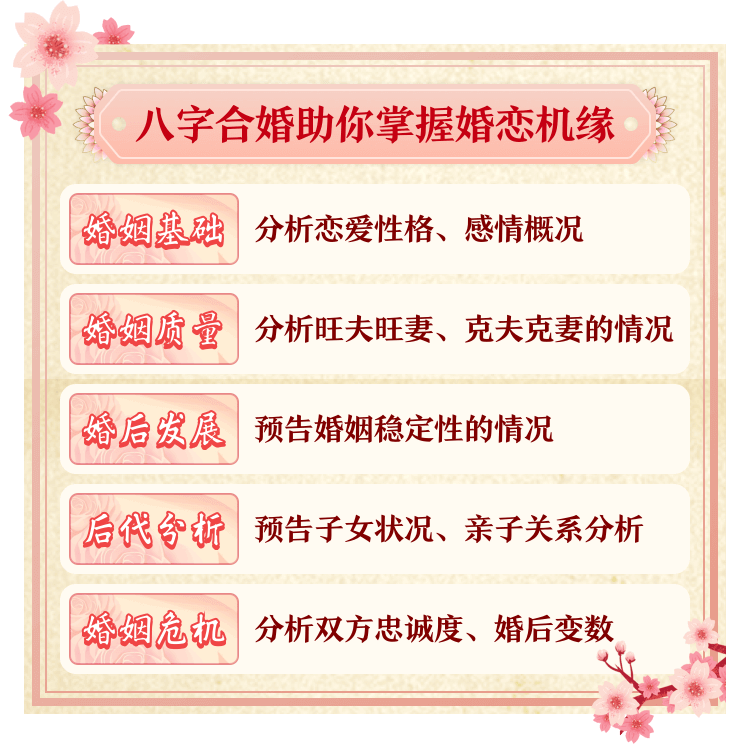 八字合婚助你掌握婚恋机缘
婚姻基础 分析恋爱性格、感情概况
婚姻质量 分析旺夫旺妻、克夫克妻的情况
婚后发展 预告婚姻稳定性的情况
后代分析 预告子女状况、亲子关系分析
婚姻危机 分析双方忠诚度、婚后变数